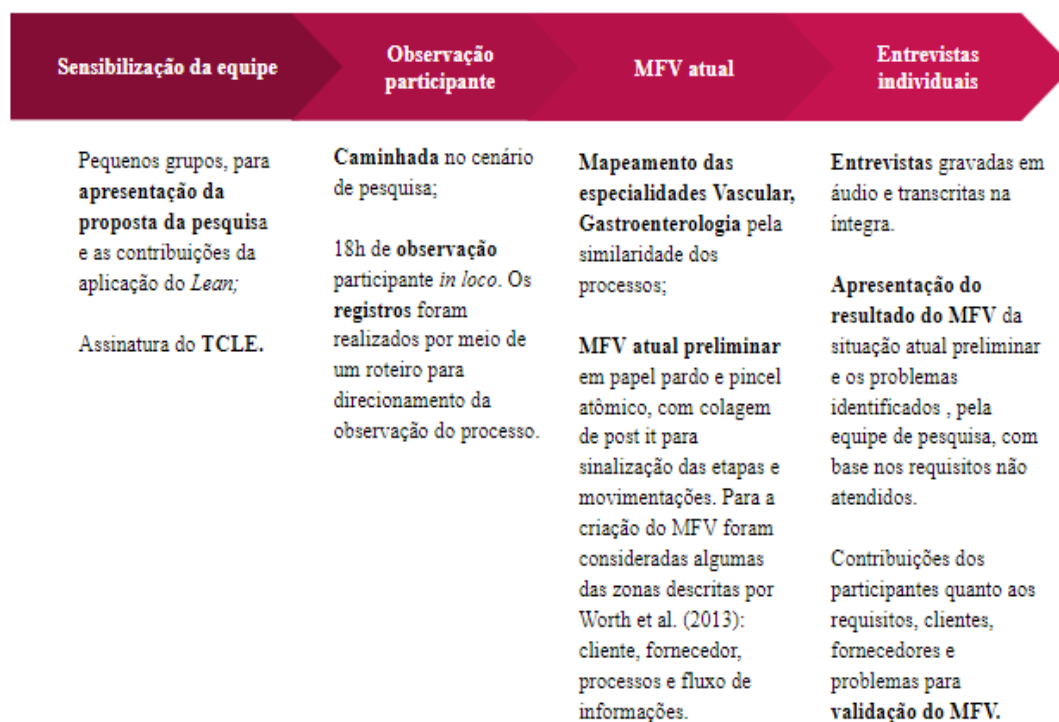 Sensibilização da equipe
Observação
participante
MFV atual
Entrevistas
individuais
Pequenos grupos, para
apresentação da
proposta da pesquisa
e as contribuições da
aplicação do Lean;
Assinatura do TCLE.
Caminhada no cenário
de pesquisa;
18h de observação
participante in loco. Os
registros foram
realizados por meio de
um roteiro para
direcionamento da
observação do processo.
Mapeamento das
especialidades Vascular,
Gastroenterologia pela
similaridade dos
processos;
MFV atual preliminar
em papel pardo e pincel
atômico, com colagem
de post it para
sinalização das etapas e
movimentações. Para a
criação do MFV foram
consideradas algumas
das zonas descritas por
Worth et al. (2013):
cliente, fornecedor,
processos e fluxo de
informações.
Entrevistas gravadas em
áudio e transcritas na
íntegra.
Apresentação do
resultado do MFV da
situação atual preliminar
e os problemas
identificados , pela
equipe de pesquisa, com
base nos requisitos não
atendidos.
Contribuições dos
participantes quanto aos
requisitos, clientes,
fornecedores e
problemas para
validação do MFV.